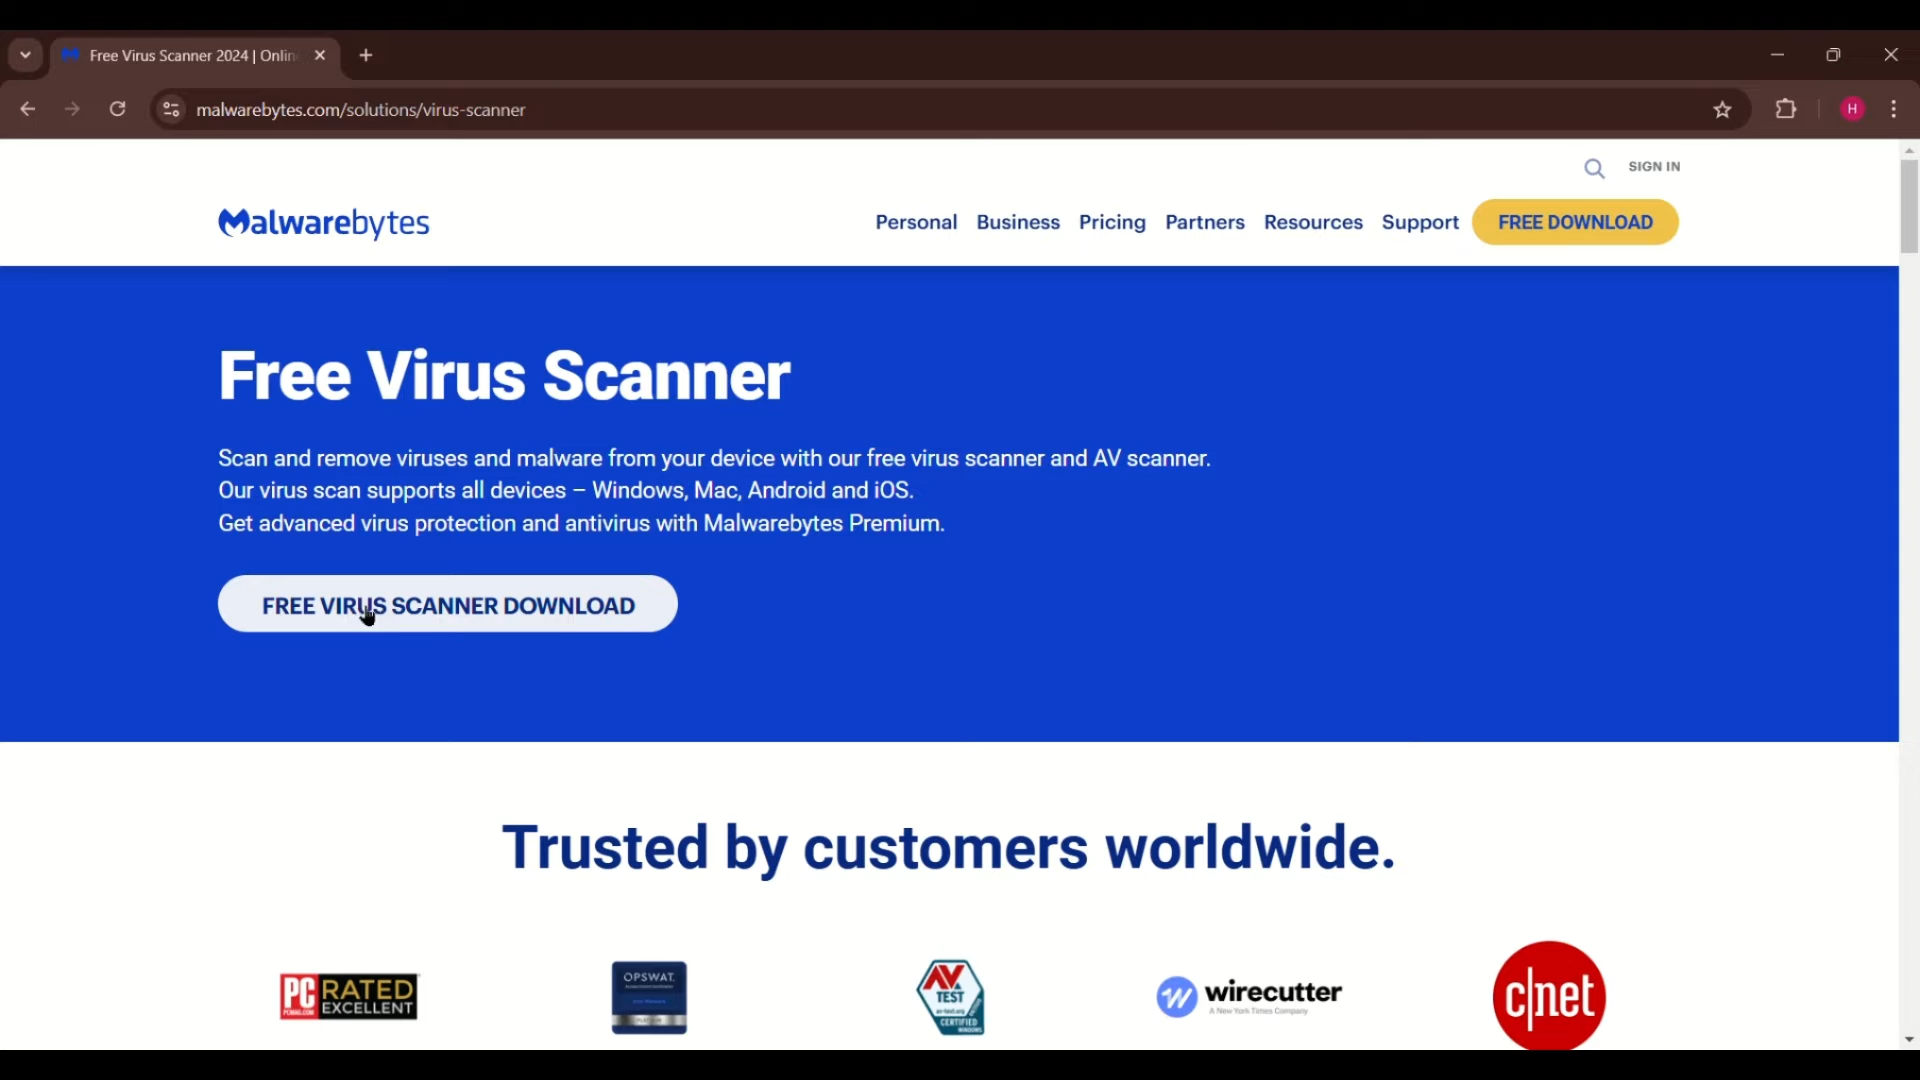 Free Virus Scanner 2024 | Onlin
malwarebytes.com/solutions/virus-scanner
H
SIGN IN
Malwarebytes
Personal Business Pricing Partners Resources Support FREE DOWNLOAD
Free Virus Scanner
Scan and remove viruses and malware from your device with our free virus scanner and AV scanner.
Our virus scan supports all devices – Windows, Mac, Android and iOS.
Get advanced virus protection and antivirus with Malwarebytes Premium.
FREE VIRUS SCANNER DOWNLOAD
Trusted by customers worldwide.
PC RATED
EXCELLENT
OPSWAT.
AV
TEST
CERTIFIED
WINDOWS
wirecutter
A New York Times Company
c|net